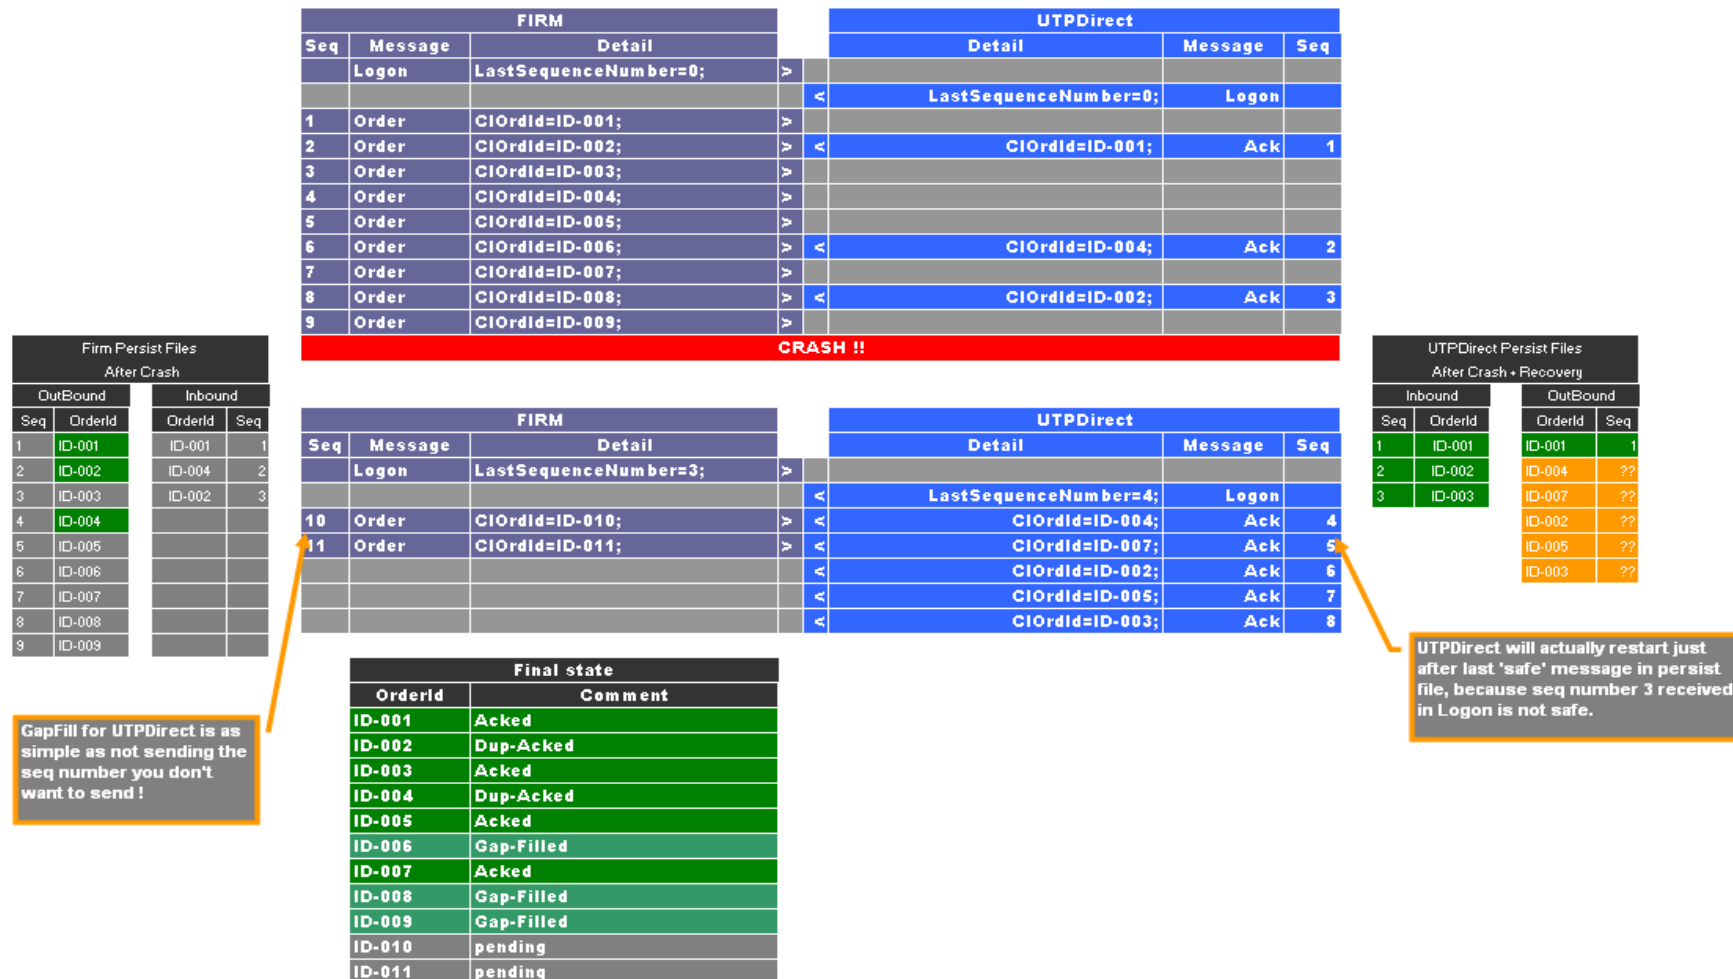 FIRM UTPDirect
Seq Message Detail Detail Message Seq
Logon LastSequenceNumber=0; >
< LastSequenceNumber=0; Logon
1 Order ClOrdId=ID-001; >
2 Order ClOrdId=ID-002; > < ClOrdId=ID-001; Ack 1
3 Order ClOrdId=ID-003; >
4 Order ClOrdId=ID-004; >
5 Order ClOrdId=ID-005; >
6 Order ClOrdId=ID-006; > < ClOrdId=ID-004; Ack 2
7 Order ClOrdId=ID-007; >
8 Order ClOrdId=ID-008; > < ClOrdId=ID-002; Ack 3
9 Order ClOrdId=ID-009; >
CRASH !!
Firm Persist Files
After Crash
OutBound Inbound
Seq OrderId OrderId Seq
1 ID-001 ID-001 1
2 ID-002 ID-004 2
3 ID-003 ID-002 3
4 ID-004
5 ID-005
6 ID-006
7 ID-007
8 ID-008
9 ID-009
FIRM UTPDirect
Seq Message Detail Detail Message Seq
Logon LastSequenceNumber=3; >
< LastSequenceNumber=4; Logon
10 Order ClOrdId=ID-010; > < ClOrdId=ID-004; Ack 4
11 Order ClOrdId=ID-011; > < ClOrdId=ID-007; Ack 5
< ClOrdId=ID-002; Ack 6
< ClOrdId=ID-005; Ack 7
< ClOrdId=ID-003; Ack 8
UTPDirect Persist Files
After Crash + Recovery
Inbound OutBound
Seq OrderId OrderId Seq
1 ID-001 ID-001 1
2 ID-002 ID-004 ??
3 ID-003 ID-007 ??
ID-002 ??
ID-005 ??
ID-003 ??
UTPDirect will actually restart just
after last 'safe' message in persist
file, because seq number 3 received
in Logon is not safe.
GapFill for UTPDirect is as
simple as not sending the
seq number you don't
want to send !
Final state
OrderId Comment
ID-001 Acked
ID-002 Dup-Acked
ID-003 Acked
ID-004 Dup-Acked
ID-005 Acked
ID-006 Gap-Filled
ID-007 Acked
ID-008 Gap-Filled
ID-009 Gap-Filled
ID-010 pending
ID-011 pending